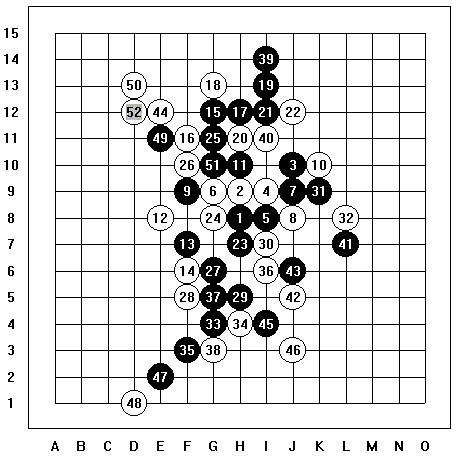 15
14 39
13 50 18 19
12 52 44 15 17 21 22
11 49 16 25 20 40
10 26 51 11 3 10
9 9 6 2 4 7 31
8 12 24 1 5 8 32
7 13 23 30 41
6 14 27 36 43
5 28 37 29 42
4 33 34 45
3 35 38 46
2 47
1 48
A B C D E F G H I J K L M N O